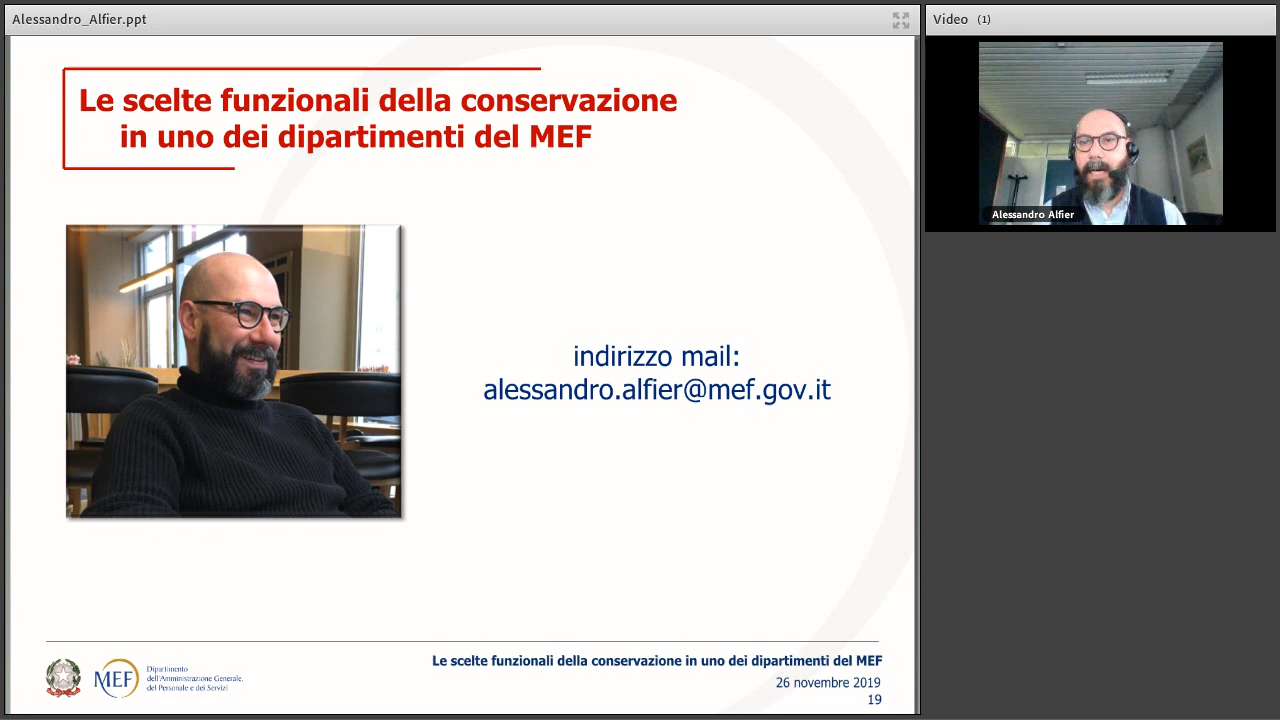 Alessandro_Alfier.ppt
Video (1)
Le scelte funzionali della conservazione
in uno dei dipartimenti del MEF
Alessandro Alfier
indirizzo mail:
alessandro.alfier@mef.gov.it
MEF
Dipartimento
dell'Amministrazione Generale,
del Personale e dei Servizi
Le scelte funzionali della conservazione in uno dei dipartimenti del MEF
26 novembre 2019
19